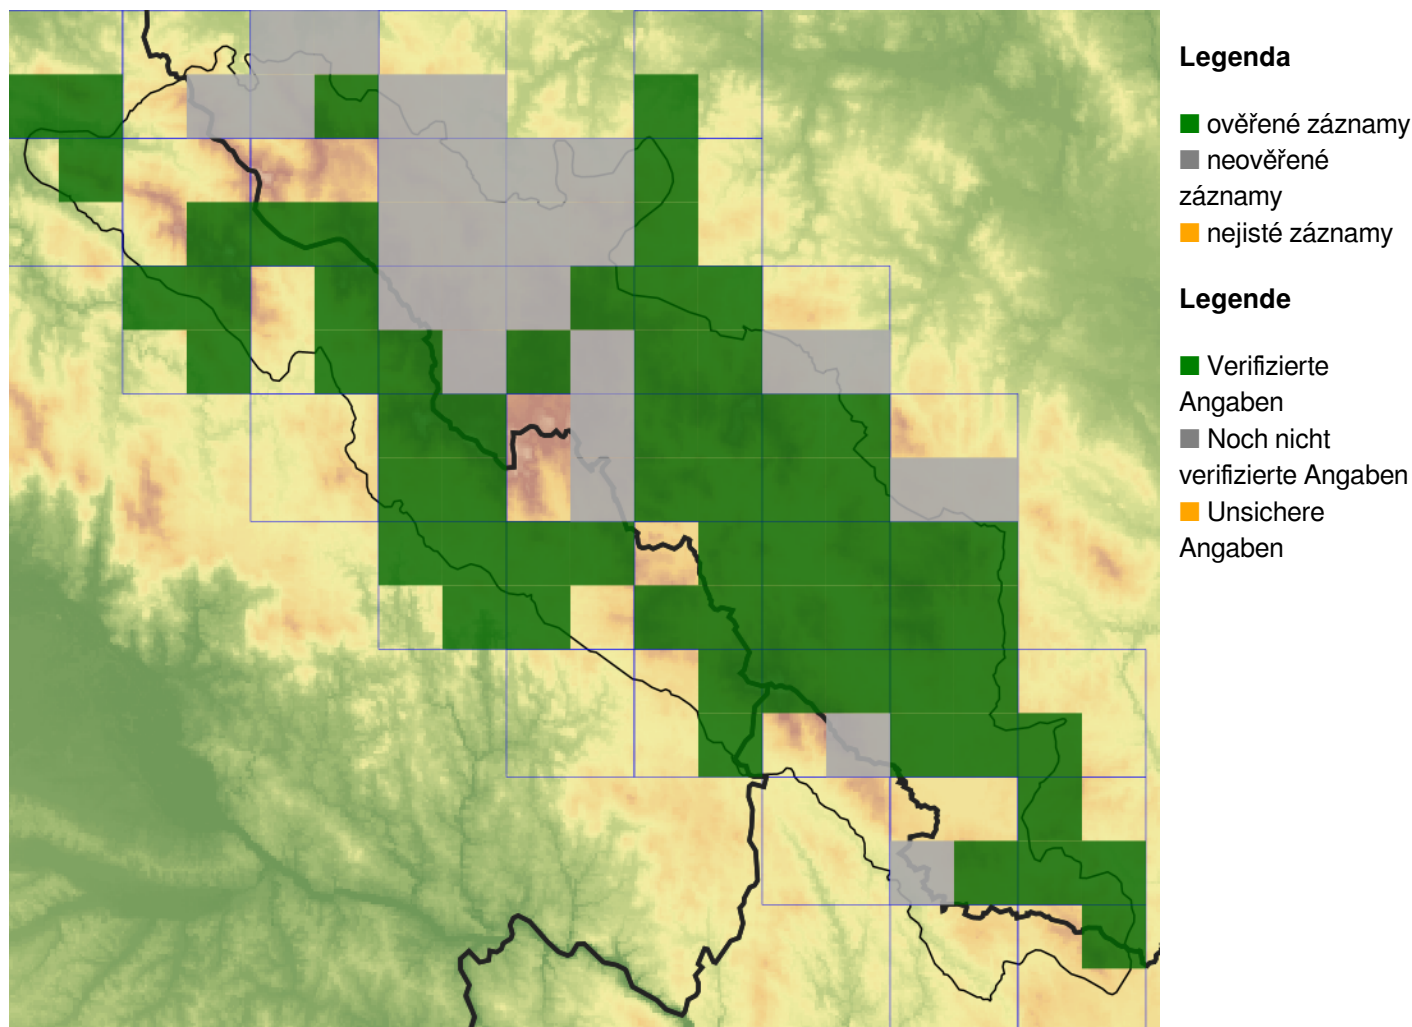 Legenda
ověřené záznamy
neověřené
záznamy
nejisté záznamy
Legende
Verifizierte
Angaben
Noch nicht
verifizierte Angaben
Unsichere
Angaben